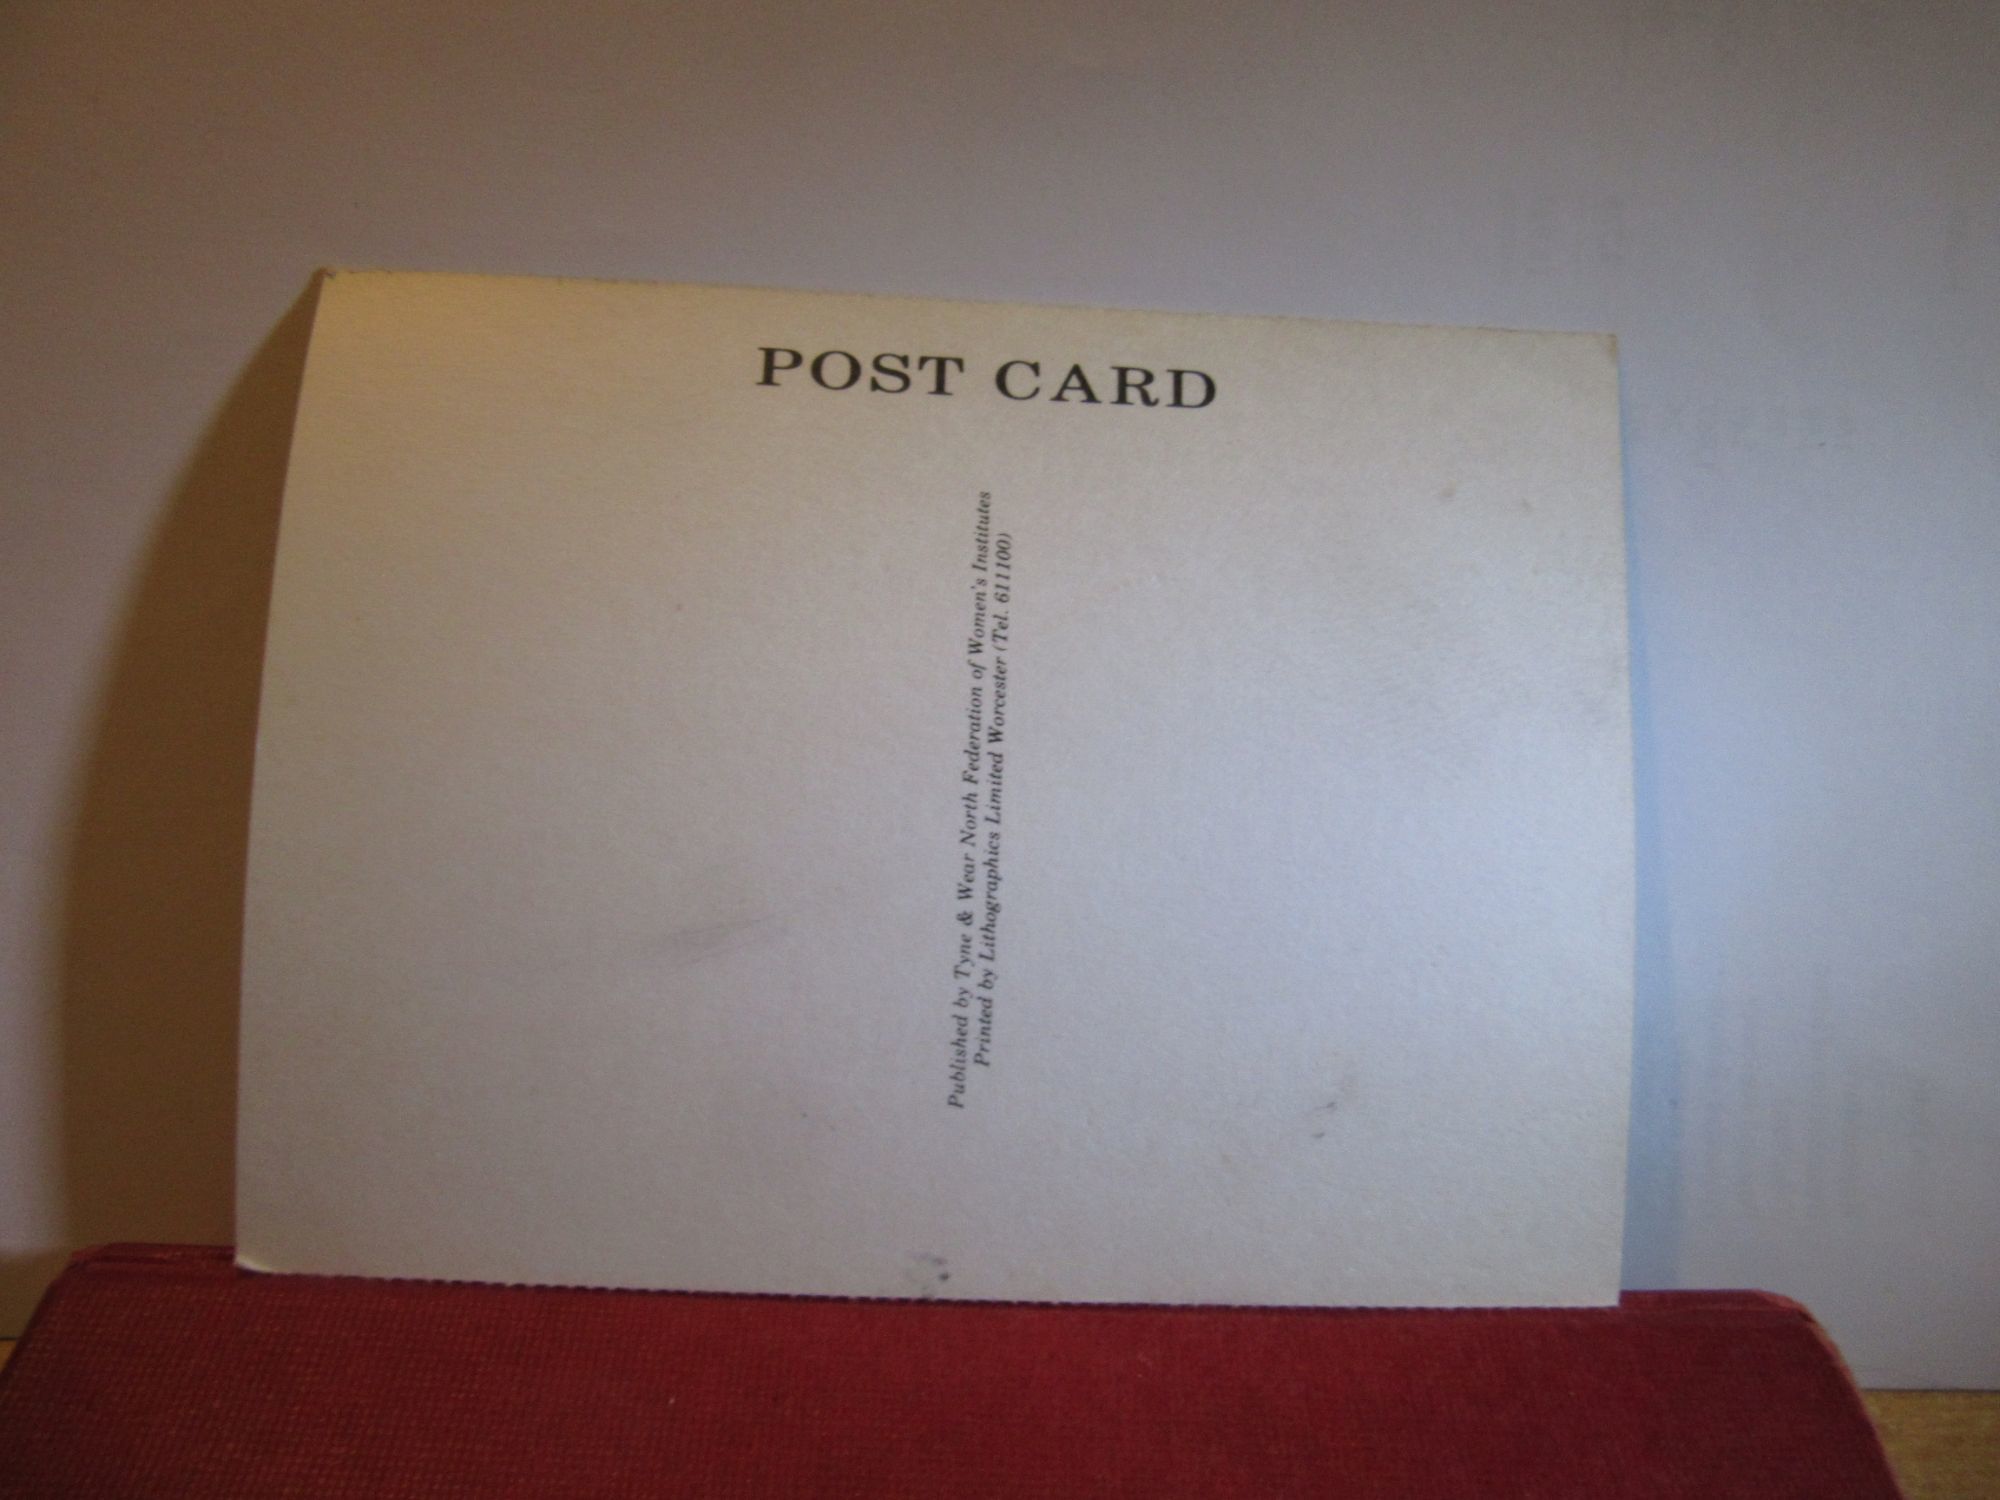 POST CARD
Published by Tyne & Wear North Federation of Women's Institutes
Printed by Lithographics Limited Worcester (Tel. 611100)